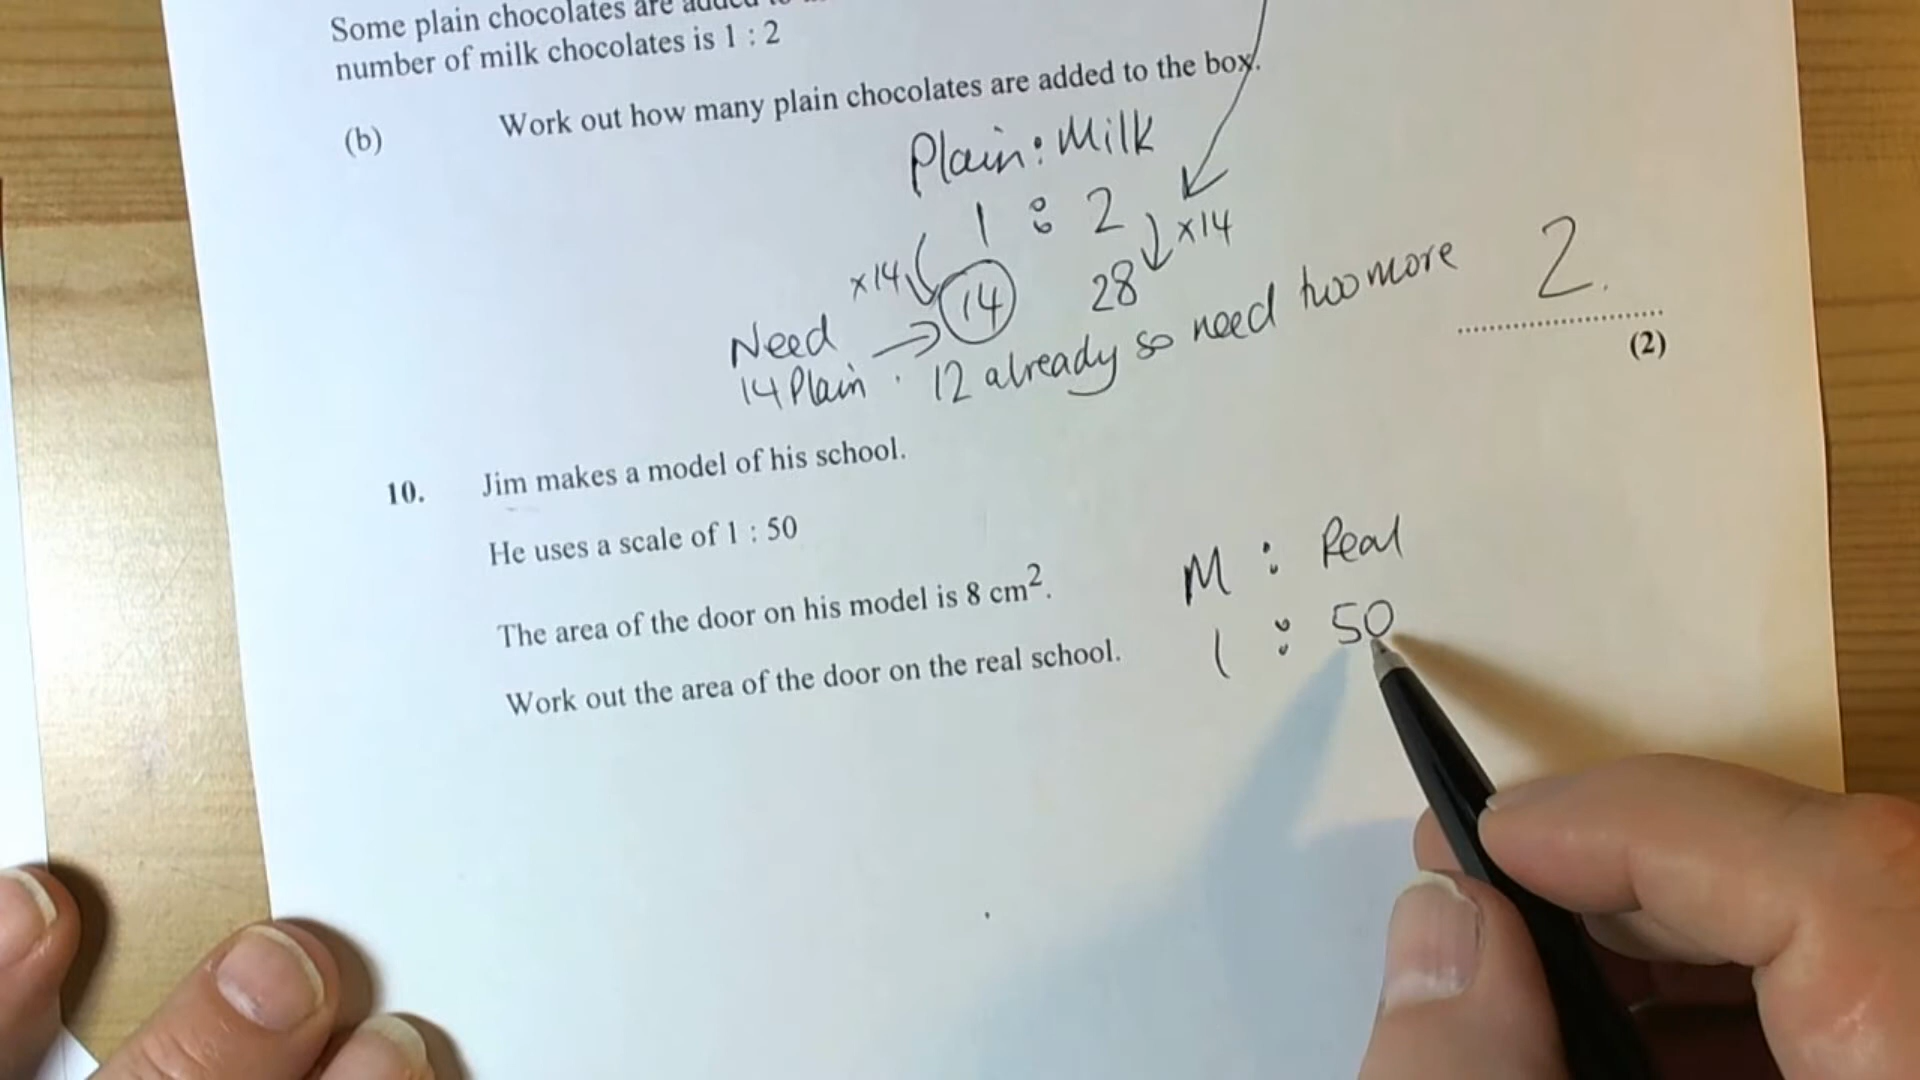 Some plain chocolates are added to
number of milk chocolates is 1 : 2
(b) Work out how many plain chocolates are added to the box.
Plain : Milk
1 : 2
x14 x14
14 28
Need
14 Plain . 12 already so need two more
2.
(2)
10. Jim makes a model of his school.
He uses a scale of 1 : 50
The area of the door on his model is 8 cm².
Work out the area of the door on the real school.
M : Real
1 : 50